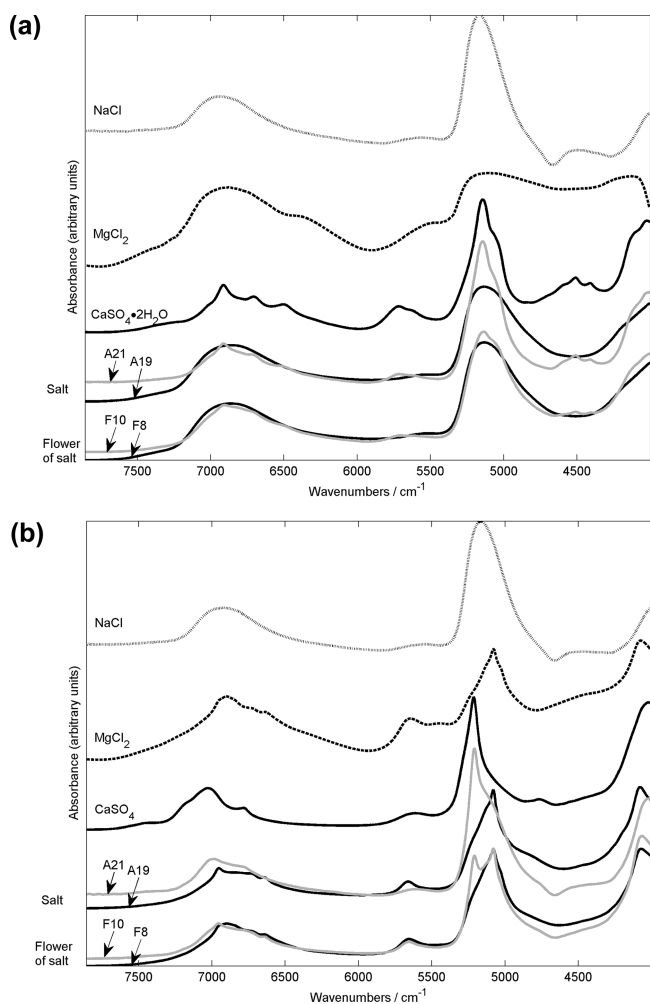 (a)
NaCl
MgCl2
CaSO4•2H2O
A21
A19
Salt
F10
F8
Flower
of salt
Absorbance (arbitrary units)
7500 7000 6500 6000 5500 5000 4500
Wavenumbers / cm-1
(b)
NaCl
MgCl2
CaSO4
A21
A19
Salt
F10
F8
Flower
of salt
Absorbance (arbitrary units)
7500 7000 6500 6000 5500 5000 4500
Wavenumbers / cm-1